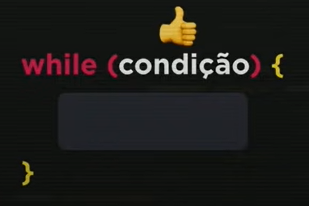 while (condição) {
}